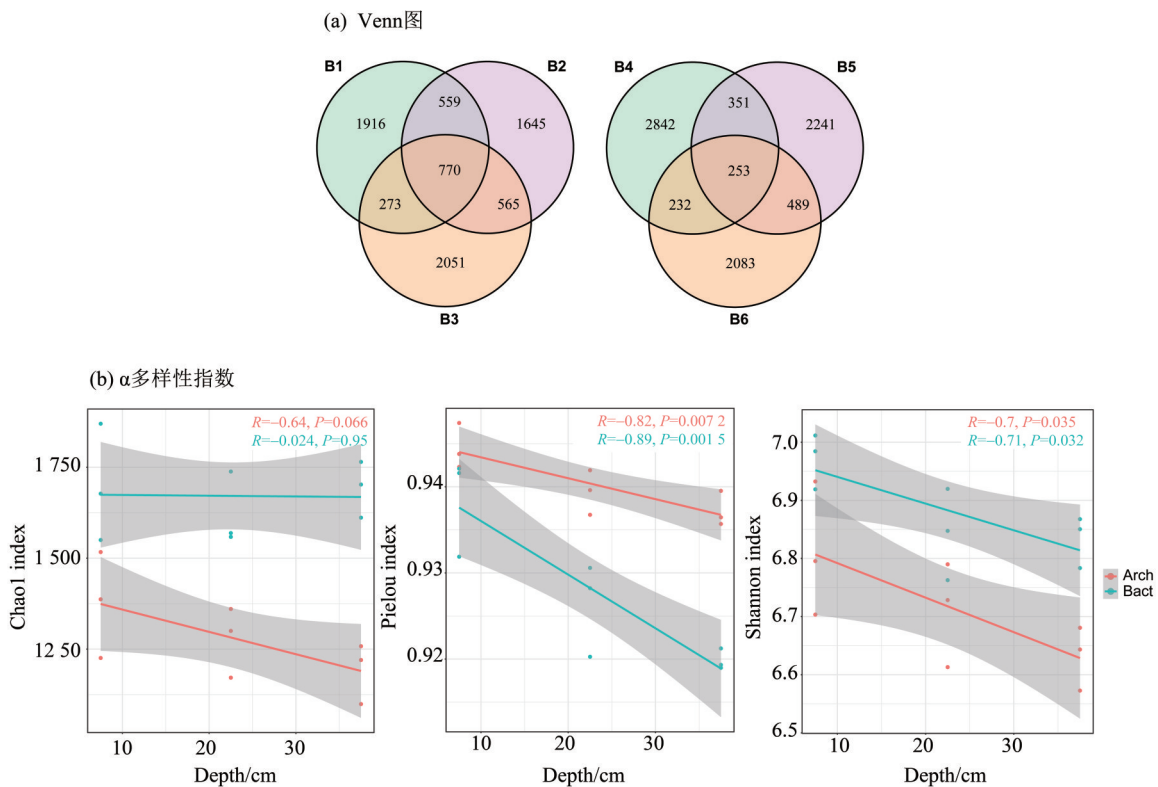 (a) Venn图
B1
B2
559
1916
1645
770
273
565
2051
B3
B4
B5
351
2842
2241
253
232
489
2083
B6
(b) α多样性指数
R=−0.64, P=0.066
R=−0.024, P=0.95
1 750
1 500
1 250
Chao1 index
10 20 30
Depth/cm
R=−0.82, P=0.007 2
R=−0.89, P=0.001 5
0.94
0.93
0.92
Pielou index
10 20 30
Depth/cm
R=−0.7, P=0.035
R=−0.71, P=0.032
7.0
6.9
6.8
6.7
6.6
6.5
Shannon index
10 20 30
Depth/cm
Arch
Bact